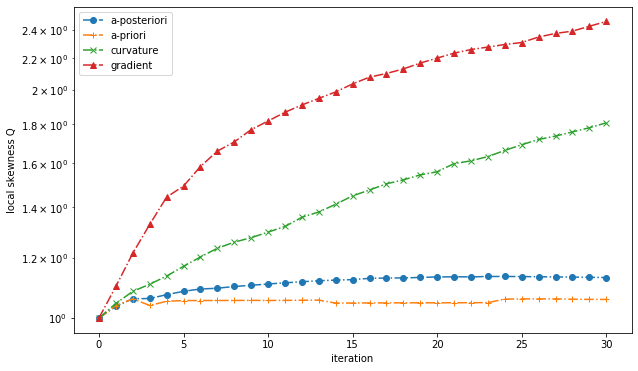 a-posteriori
a-priori
curvature
gradient
local skewness Q
2.4 × 10⁰
2.2 × 10⁰
2 × 10⁰
1.8 × 10⁰
1.6 × 10⁰
1.4 × 10⁰
1.2 × 10⁰
10⁰
0 5 10 15 20 25 30
iteration